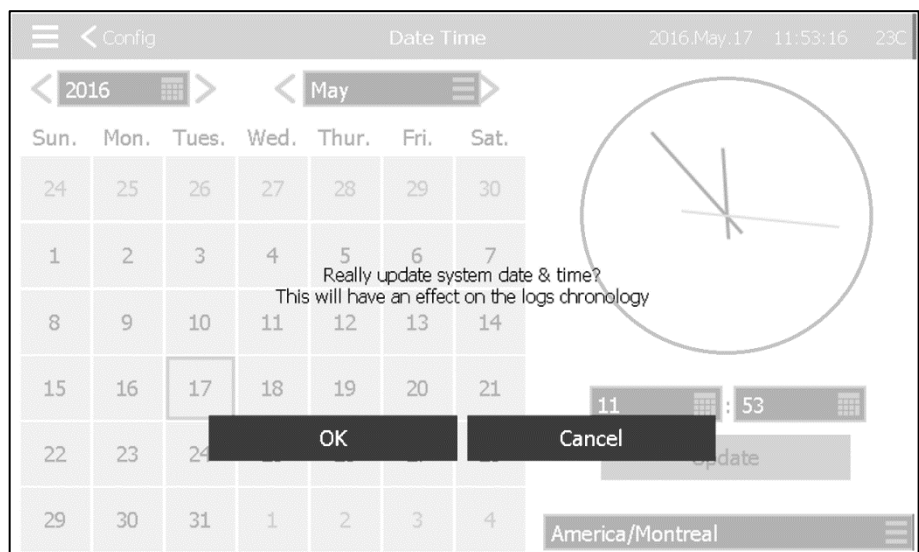 Config Date Time 2016.May.17 11:53:16 23C
2016 May
Sun. Mon. Tues. Wed. Thur. Fri. Sat.
24 25 26 27 28 29 30
1 2 3 4 5 6 7
Really update system date & time?
This will have an effect on the logs chronology
8 9 10 11 12 13 14
15 16 17 18 19 20 21
11 : 53
OK Cancel
22 23 24
Update
29 30 31 1 2 3 4
America/Montreal